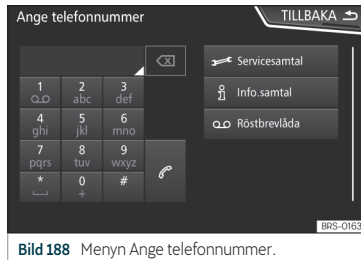 Ange telefonnummer
TILLBAKA
Servicesamtal
Info.samtal
Röstbrevlåda
1 2 3
abc def
4 5 6
ghi jkl mno
7 8 9
pqrs tuv wxyz
* 0 #
+
BRS-0163
Bild 188 Menyn Ange telefonnummer.